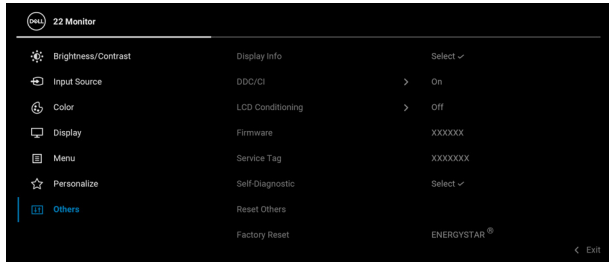 DELL 22 Monitor
Brightness/Contrast Display Info Select ✓
Input Source DDC/CI > On
Color LCD Conditioning > Off
Display Firmware XXXXXX
Menu Service Tag XXXXXXX
Personalize Self-Diagnostic Select ✓
Others Reset Others
Factory Reset ENERGYSTAR ®
< Exit